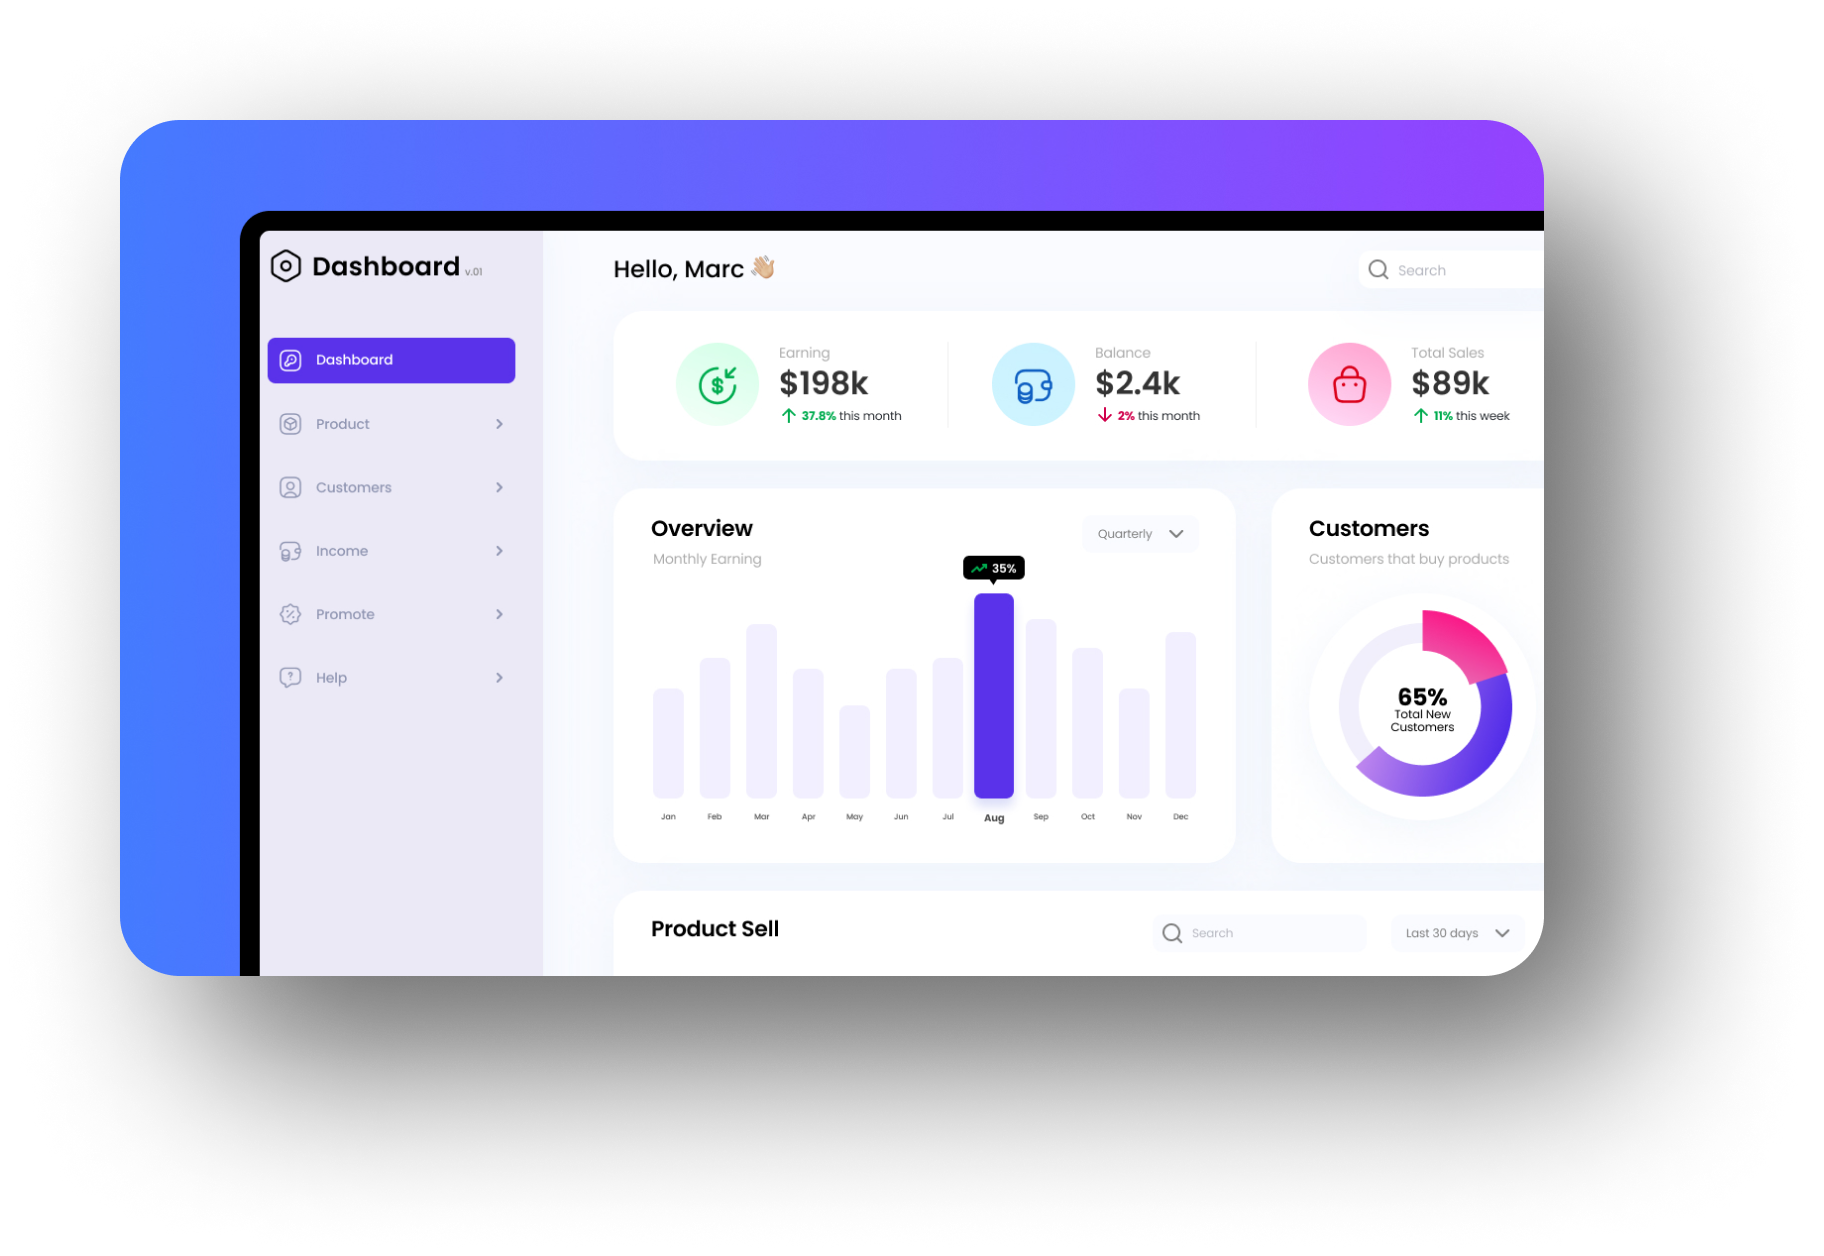 Dashboard v.01
Hello, Marc 👋🏼
Search
Dashboard
Product
Customers
Income
Promote
Help
Earning
$198k
37.8% this month
Balance
$2.4k
2% this month
Total Sales
$89k
11% this week
Overview
Monthly Earning
Quarterly
35%
Jan Feb Mar Apr May Jun Jul Aug Sep Oct Nov Dec
Customers
Customers that buy products
65%
Total New
Customers
Product Sell
Search
Last 30 days